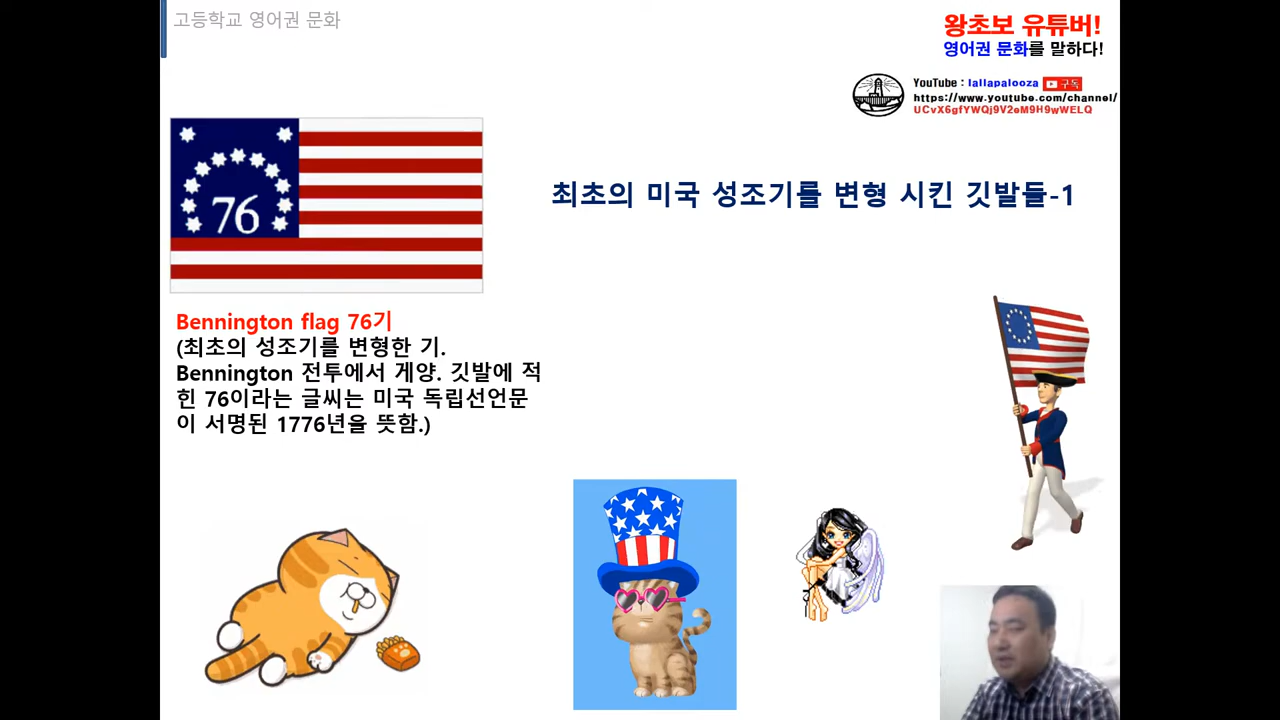 고등학교 영어권 문화
왕초보 유튜버!
영어권 문화를 말하다!
YouTube : lallapalooza 구독
https://www.youtube.com/channel/
UCvX6gfYWQj9V2eM9H9wWELQ
76
최초의 미국 성조기를 변형 시킨 깃발들-1
Bennington flag 76기
(최초의 성조기를 변형한 기.
Bennington 전투에서 게양. 깃발에 적
힌 76이라는 글씨는 미국 독립선언문
이 서명된 1776년을 뜻함.)